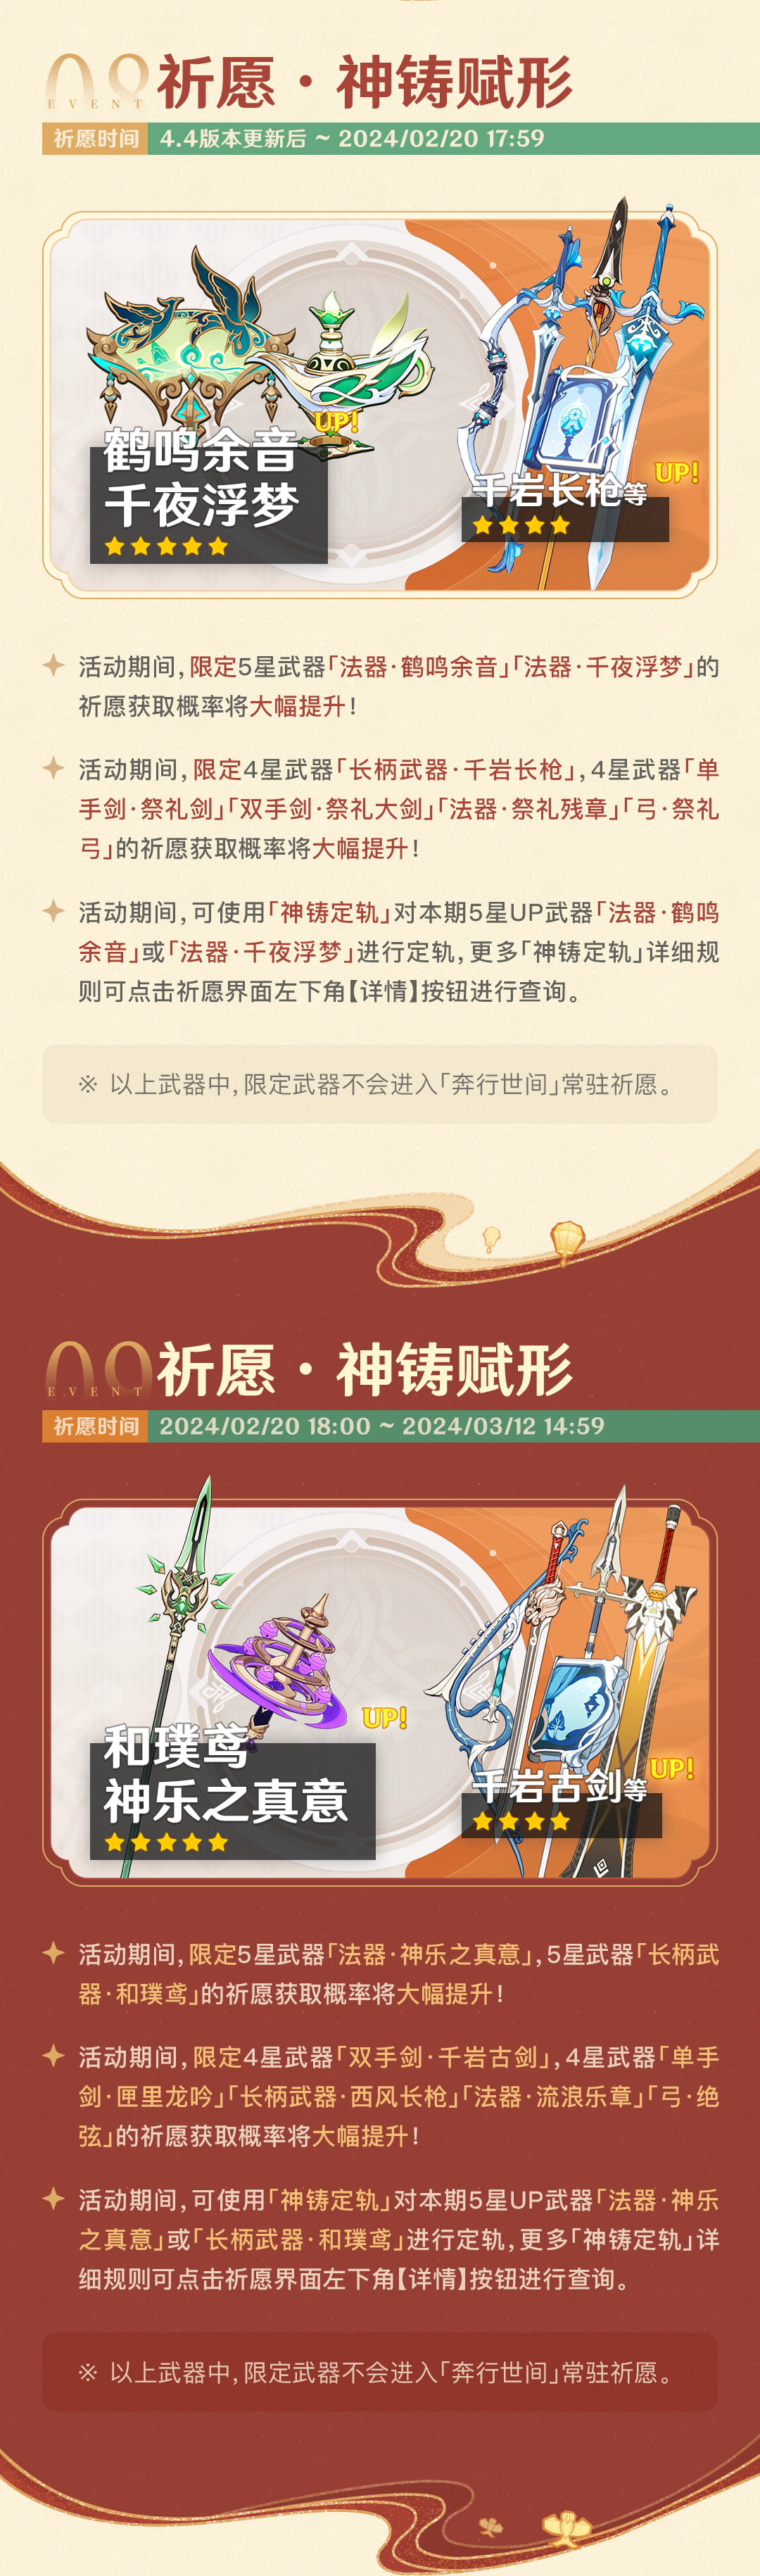 08
EVENT
祈愿·神铸赋形
祈愿时间 4.4版本更新后 ~ 2024/02/20 17:59
UP!
鹤鸣余音
千夜浮梦
UP!
千岩长枪等
活动期间,限定5星武器「法器·鹤鸣余音」「法器·千夜浮梦」的
祈愿获取概率将大幅提升!
活动期间,限定4星武器「长柄武器·千岩长枪」,4星武器「单
手剑·祭礼剑」「双手剑·祭礼大剑」「法器·祭礼残章」「弓·祭礼
弓」的祈愿获取概率将大幅提升!
活动期间,可使用「神铸定轨」对本期5星UP武器「法器·鹤鸣
余音」或「法器·千夜浮梦」进行定轨,更多「神铸定轨」详细规
则可点击祈愿界面左下角【详情】按钮进行查询。
※ 以上武器中,限定武器不会进入「奔行世间」常驻祈愿。
09
EVENT
祈愿·神铸赋形
祈愿时间 2024/02/20 18:00 ~ 2024/03/12 14:59
UP!
和璞鸢
神乐之真意
UP!
千岩古剑等
活动期间,限定5星武器「法器·神乐之真意」,5星武器「长柄武
器·和璞鸢」的祈愿获取概率将大幅提升!
活动期间,限定4星武器「双手剑·千岩古剑」,4星武器「单手
剑·匣里龙吟」「长柄武器·西风长枪」「法器·流浪乐章」「弓·绝
弦」的祈愿获取概率将大幅提升!
活动期间,可使用「神铸定轨」对本期5星UP武器「法器·神乐
之真意」或「长柄武器·和璞鸢」进行定轨,更多「神铸定轨」详
细规则可点击祈愿界面左下角【详情】按钮进行查询。
※ 以上武器中,限定武器不会进入「奔行世间」常驻祈愿。